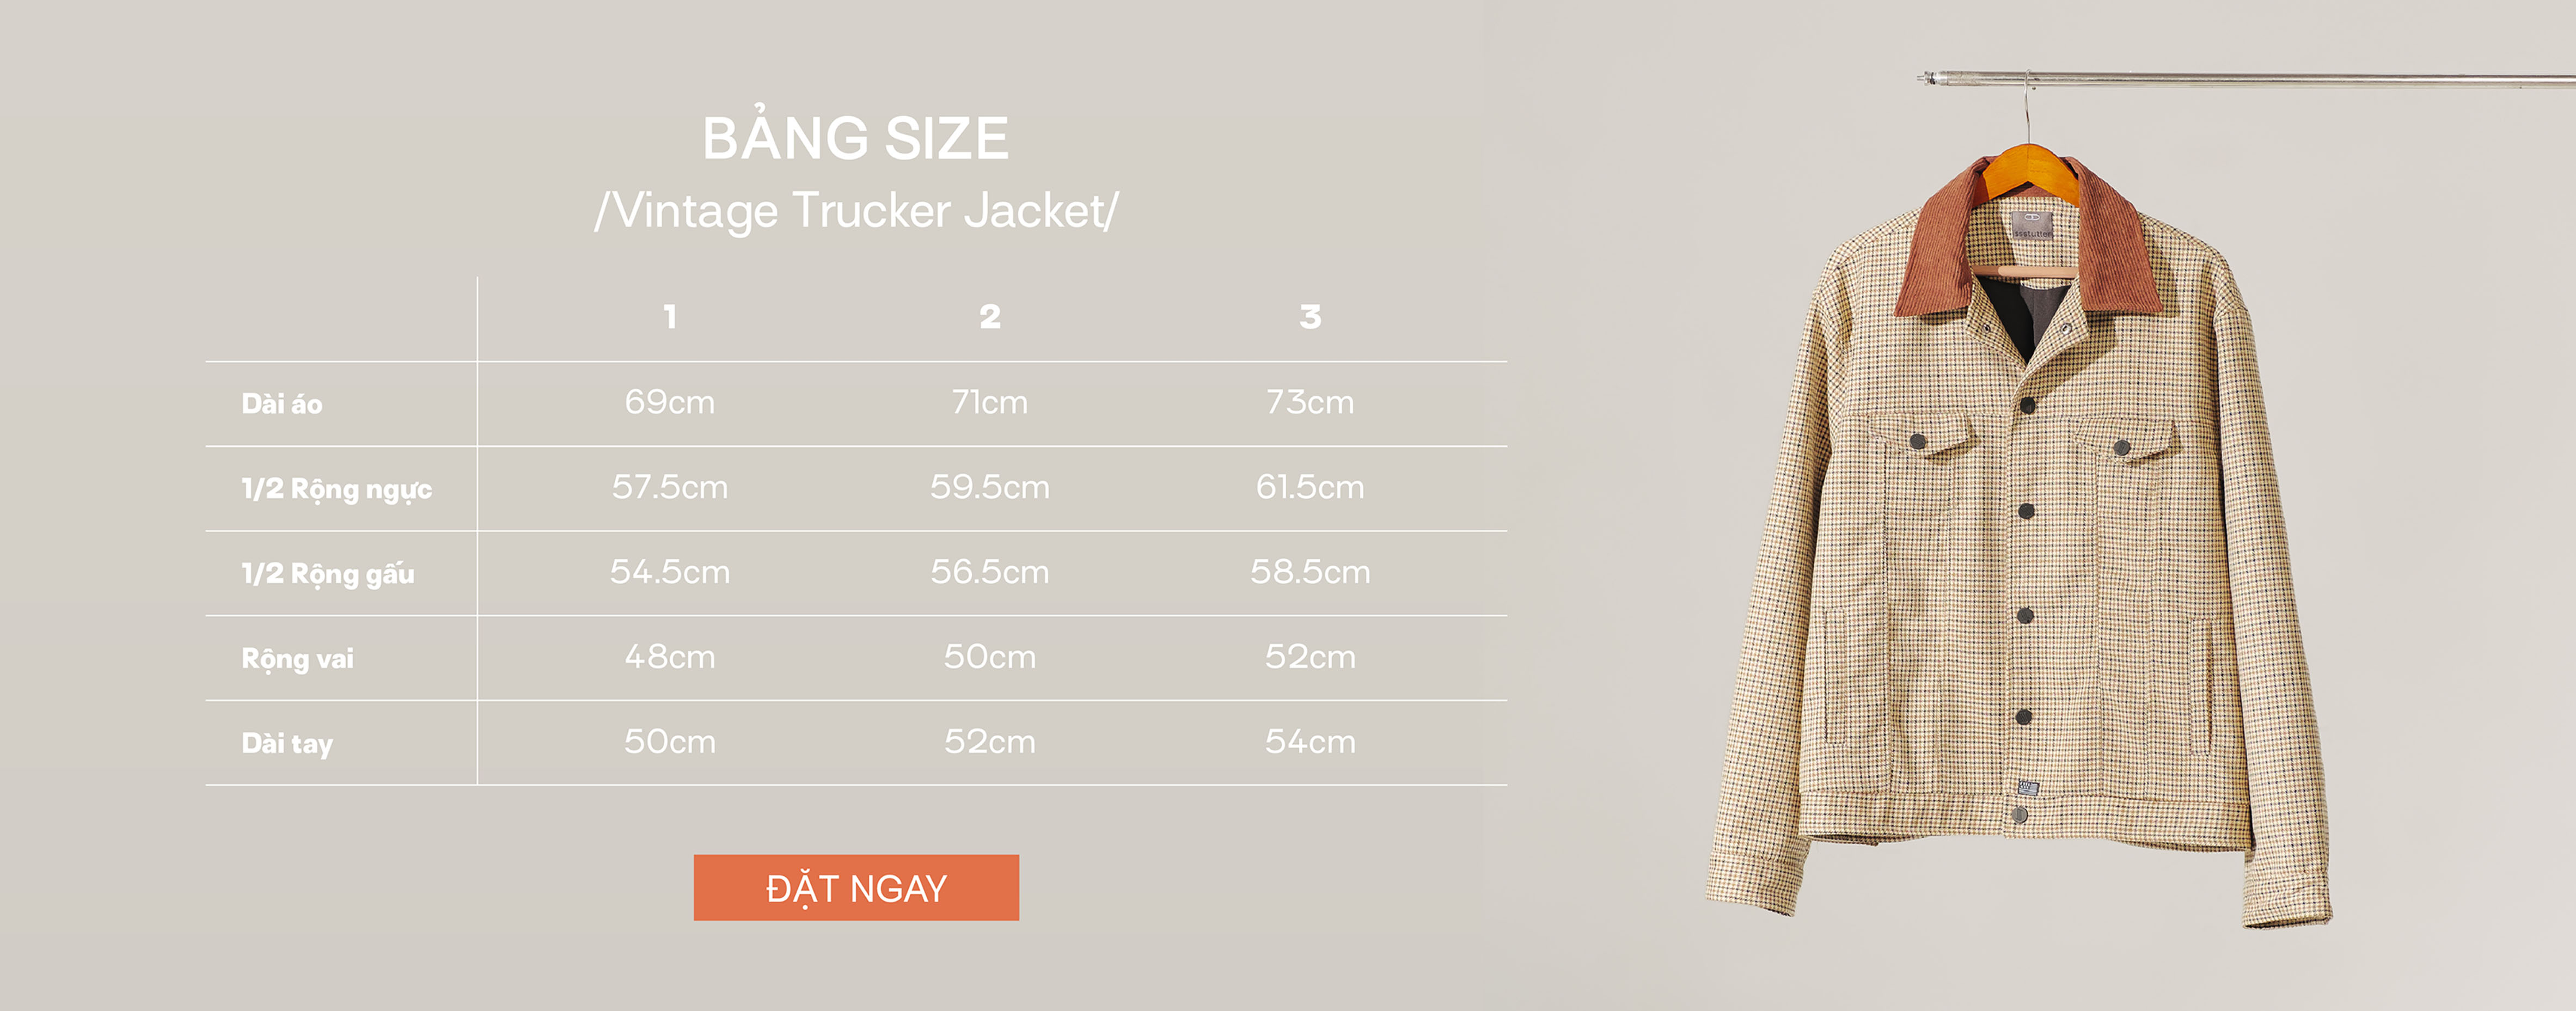 BẢNG SIZE
/Vintage Trucker Jacket/
1 2 3
Dài áo 69cm 71cm 73cm
1/2 Rộng ngực 57.5cm 59.5cm 61.5cm
1/2 Rộng gấu 54.5cm 56.5cm 58.5cm
Rộng vai 48cm 50cm 52cm
Dài tay 50cm 52cm 54cm
ĐẶT NGAY
ssstutter